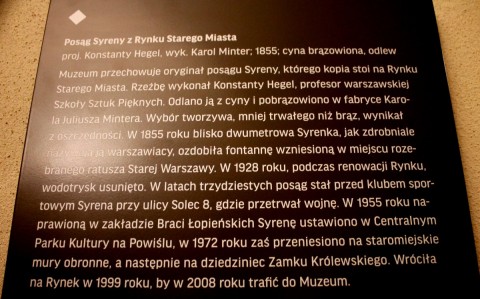 Posąg Syreny z Rynku Starego Miasta
proj. Konstanty Hegel, wyk. Karol Minter; 1855; cyna brązowiona, odlew
Muzeum przechowuje oryginał posągu Syreny, którego kopia stoi na Rynku
Starego Miasta. Rzeźbę wykonał Konstanty Hegel, profesor warszawskiej
Szkoły Sztuk Pięknych. Odlano ją z cyny i pobrązowiono w fabryce Karo-
la Juliusza Mintera. Wybór tworzywa, mniej trwałego niż brąz, wynikał
z oszczędności. W 1855 roku blisko dwumetrowa Syrenka, jak zdrobniale
ją warszawiacy, ozdobiła fontannę wzniesioną w miejscu roze-
branego ratusza Starej Warszawy. W 1928 roku, podczas renowacji Rynku,
wodotrysk usunięto. W latach trzydziestych posąg stał przed klubem spor-
towym Syrena przy ulicy Solec 8, gdzie przetrwał wojnę. W 1955 roku na-
prawioną w zakładzie Braci Łopieńskich Syrenę ustawiono w Centralnym
Parku Kultury na Powiślu, w 1972 roku zaś przeniesiono na staromiejskie
mury obronne, a następnie na dziedziniec Zamku Królewskiego. Wróciła
na Rynek w 1999 roku, by w 2008 roku trafić do Muzeum.